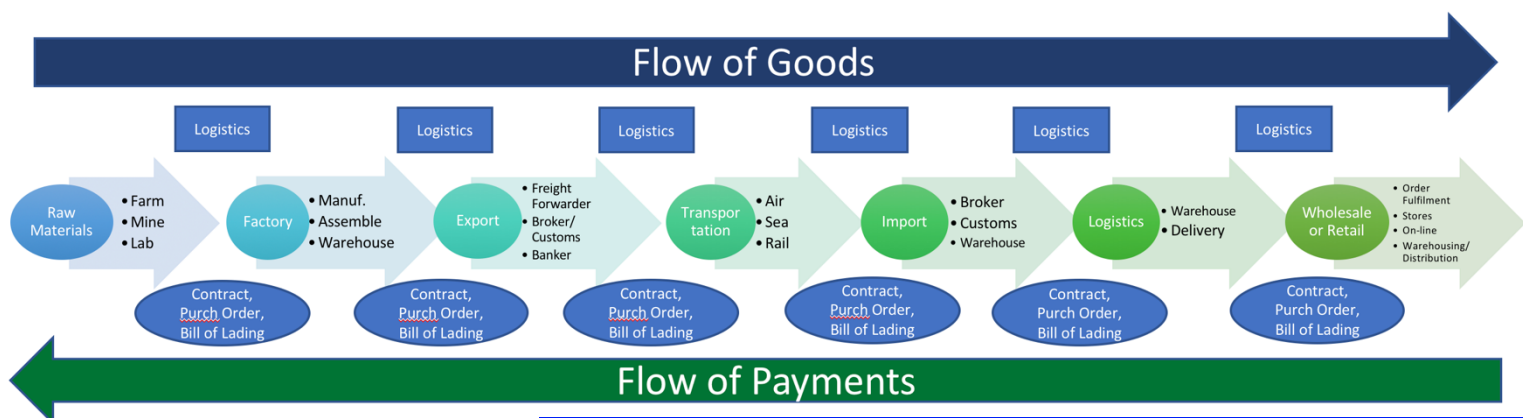 Flow of Goods
Logistics
Logistics
Logistics
Logistics
Logistics
Logistics
Raw
Materials
• Farm
• Mine
• Lab
Factory
• Manuf.
• Assemble
• Warehouse
Export
• Freight
Forwarder
• Broker/
Customs
• Banker
Transpor
tation
• Air
• Sea
• Rail
Import
• Broker
• Customs
• Warehouse
Logistics
• Warehouse
• Delivery
Wholesale
or Retail
• Order
Fulfilment
• Stores
• On-line
• Warehousing/
Distribution
Contract,
Purch Order,
Bill of Lading
Contract,
Purch Order,
Bill of Lading
Contract,
Purch Order,
Bill of Lading
Contract,
Purch Order,
Bill of Lading
Contract,
Purch Order,
Bill of Lading
Contract,
Purch Order,
Bill of Lading
Flow of Payments